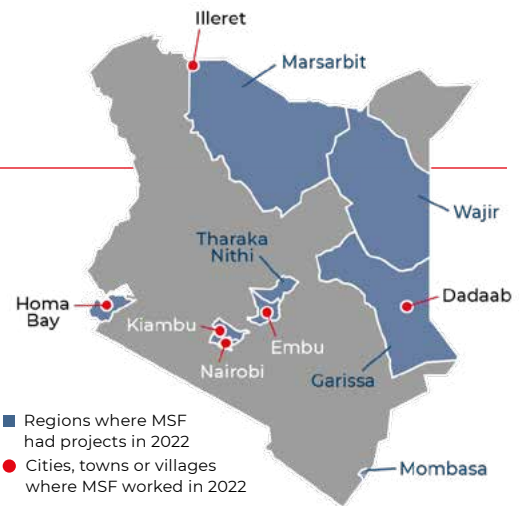 Illeret
Marsarbit
Wajir
Tharaka
Nithi
Dadaab
Homa
Bay
Kiambu
Embu
Nairobi
Garissa
Regions where MSF
had projects in 2022
Cities, towns or villages
where MSF worked in 2022
Mombasa